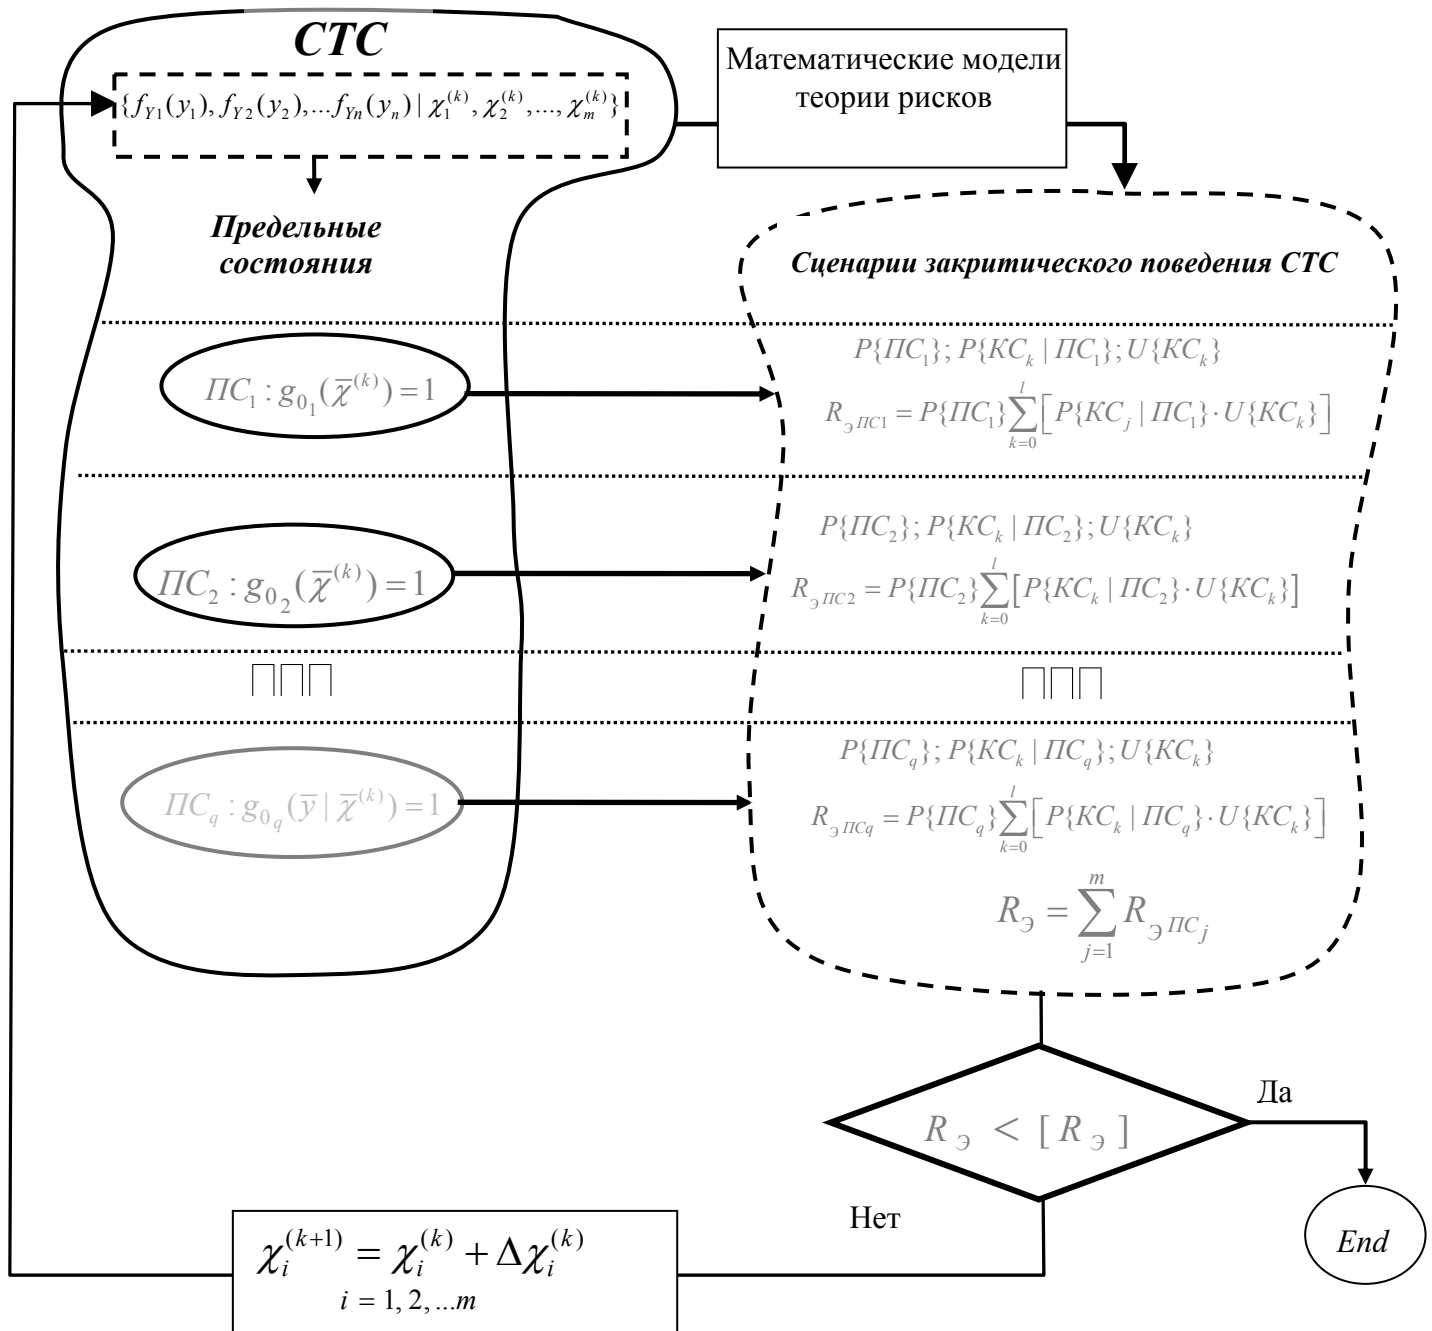 СТС
{f_{Y1}(y_1), f_{Y2}(y_2),...f_{Yn}(y_n) | χ_1^{(k)}, χ_2^{(k)},..., χ_m^{(k)}}
Математические модели
теории рисков
Предельные
состояния
Сценарии закритического поведения СТС
ПС_1 : g_{0_1}(χ̅^{(k)}) = 1
P{ПС_1}; P{КС_k | ПС_1}; U{КС_k}
R_{Э ПС1} = P{ПС_1} ∑_{k=0}^{l} [P{КС_j | ПС_1} · U{КС_k}]
ПС_2 : g_{0_2}(χ̅^{(k)}) = 1
P{ПС_2}; P{КС_k | ПС_2}; U{КС_k}
R_{Э ПС2} = P{ПС_2} ∑_{k=0}^{l} [P{КС_k | ПС_2} · U{КС_k}]
ПС_q : g_{0_q}(y̅ | χ̅^{(k)}) = 1
P{ПС_q}; P{КС_k | ПС_q}; U{КС_k}
R_{Э ПСq} = P{ПС_q} ∑_{k=0}^{l} [P{КС_k | ПС_q} · U{КС_k}]
R_Э = ∑_{j=1}^{m} R_{Э ПС_j}
R_Э < [R_Э]
Да
Нет
End
χ_i^{(k+1)} = χ_i^{(k)} + Δχ_i^{(k)}
i = 1, 2, ...m